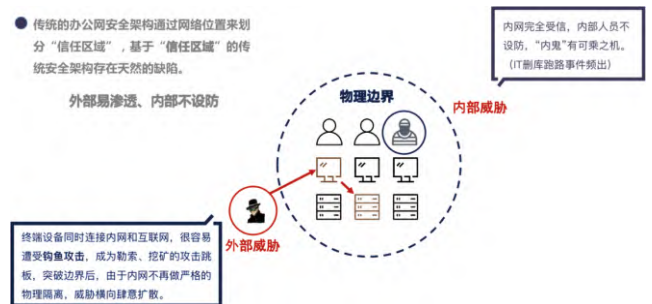 传统的办公网安全架构通过网络位置来划
分“信任区域”,基于“信任区域”的传
统安全架构存在天然的缺陷。
外部易渗透、内部不设防
内网完全受信,内部人员不
设防,“内鬼”有可乘之机。
(IT删库跑路事件频出)
物理边界
内部威胁
外部威胁
终端设备同时连接内网和互联网,很容易
遭受钓鱼攻击,成为勒索、挖矿的攻击跳
板,突破边界后,由于内网不再做严格的
物理隔离,威胁横向肆意扩散。